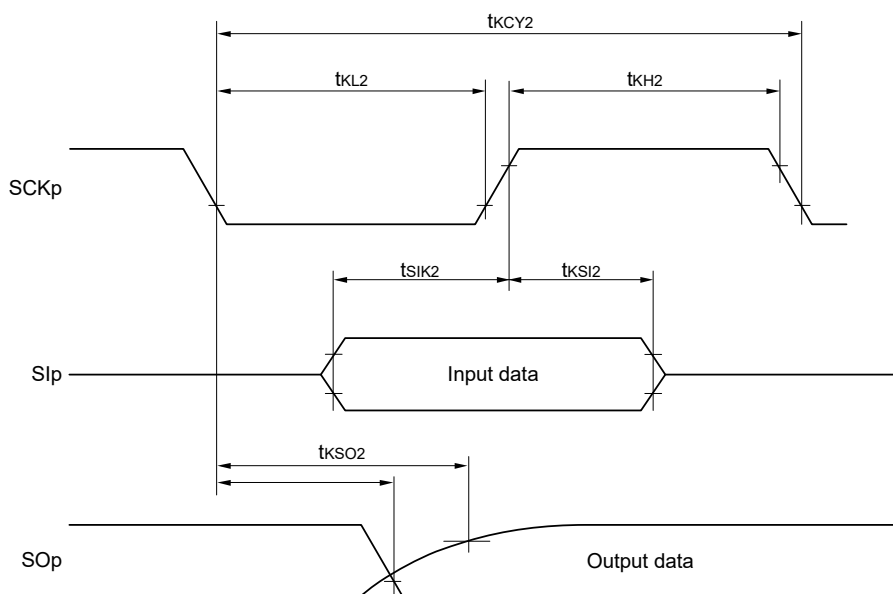 tKCY2
tKL2 tKH2
SCKp
tSIK2 tKSI2
SIp Input data
tKSO2
SOp Output data